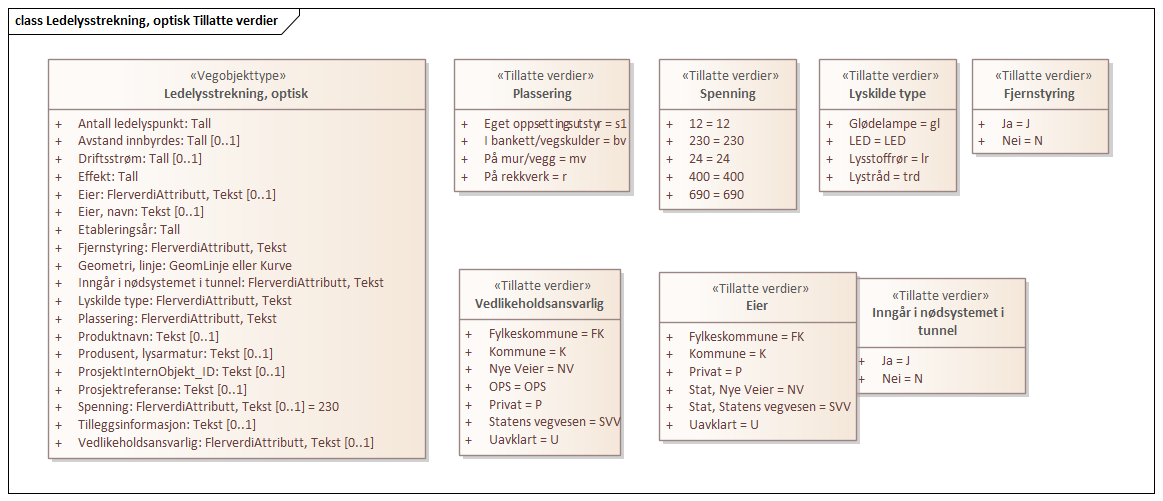 class Ledelysstrekning, optisk Tillatte verdier
«Vegobjekttype»
Ledelysstrekning, optisk
+ Antall ledelyspunkt: Tall
+ Avstand innbyrdes: Tall [0..1]
+ Driftsstrøm: Tall [0..1]
+ Effekt: Tall
+ Eier: FlerverdiAttributt, Tekst [0..1]
+ Eier, navn: Tekst [0..1]
+ Etableringsår: Tall
+ Fjernstyring: FlerverdiAttributt, Tekst
+ Geometri, linje: GeomLinje eller Kurve
+ Inngår i nødsystemet i tunnel: FlerverdiAttributt, Tekst
+ Lyskilde type: FlerverdiAttributt, Tekst
+ Plassering: FlerverdiAttributt, Tekst
+ Produktnavn: Tekst [0..1]
+ Produsent, lysarmatur: Tekst [0..1]
+ ProsjektInternObjekt_ID: Tekst [0..1]
+ Prosjektreferanse: Tekst [0..1]
+ Spenning: FlerverdiAttributt, Tekst [0..1] = 230
+ Tilleggsinformasjon: Tekst [0..1]
+ Vedlikeholdsansvarlig: FlerverdiAttributt, Tekst [0..1]
«Tillatte verdier»
Plassering
+ Eget oppsettingsutstyr = s1
+ I bankett/vegskulder = bv
+ På mur/vegg = mv
+ På rekkverk = r
«Tillatte verdier»
Spenning
+ 12 = 12
+ 230 = 230
+ 24 = 24
+ 400 = 400
+ 690 = 690
«Tillatte verdier»
Lyskilde type
+ Glødelampe = gl
+ LED = LED
+ Lysstoffrør = lr
+ Lystråd = trd
«Tillatte verdier»
Fjernstyring
+ Ja = J
+ Nei = N
«Tillatte verdier»
Vedlikeholdsansvarlig
+ Fylkeskommune = FK
+ Kommune = K
+ Nye Veier = NV
+ OPS = OPS
+ Privat = P
+ Statens vegvesen = SVV
+ Uavklart = U
«Tillatte verdier»
Eier
+ Fylkeskommune = FK
+ Kommune = K
+ Privat = P
+ Stat, Nye Veier = NV
+ Stat, Statens vegvesen = SVV
+ Uavklart = U
«Tillatte verdier»
Inngår i nødsystemet i
tunnel
+ Ja = J
+ Nei = N